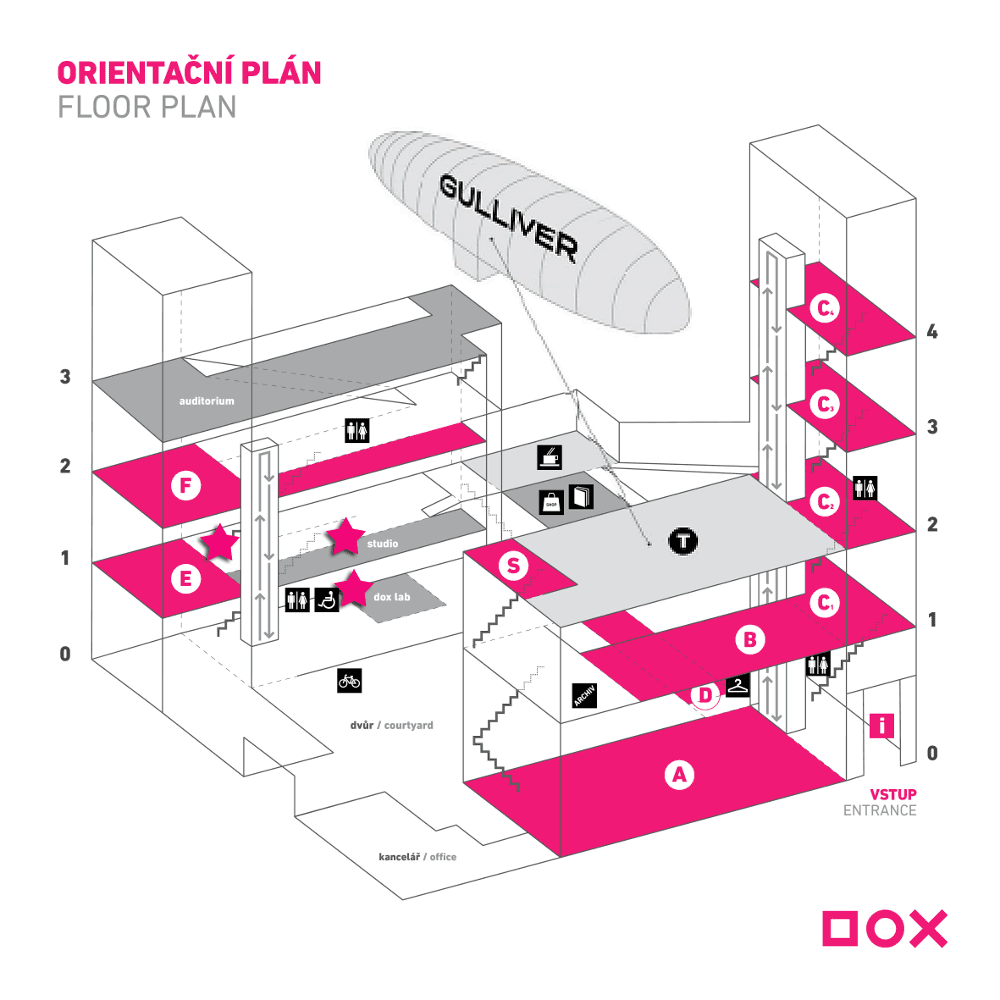 ORIENTAČNÍ PLÁN
FLOOR PLAN
GULLIVER
C4
4
3
auditorium
C3
3
2
F
SHOP
C2
2
T
1
studio
S
E
dox lab
C1
1
B
0
ARCHIV
D
dvůr / courtyard
i
0
A
VSTUP
ENTRANCE
kancelář / office
DOX